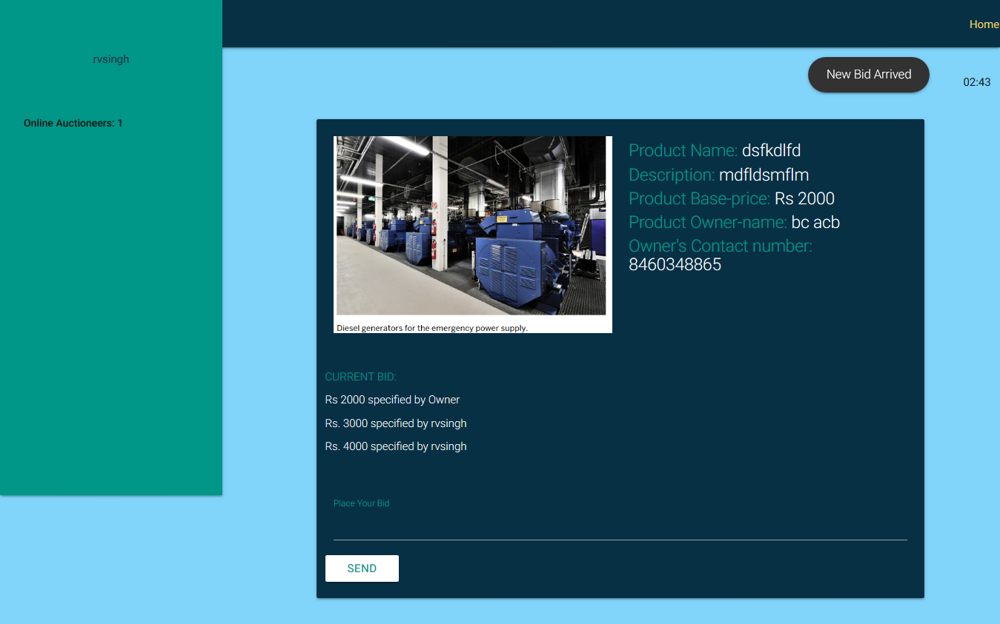 Home
rvsingh
New Bid Arrived
02:43
Online Auctioneers: 1
Product Name: dsfkdlfd
Description: mdfldsmflm
Product Base-price: Rs 2000
Product Owner-name: bc acb
Owner's Contact number:
8460348865
Diesel generators for the emergency power supply.
CURRENT BID:
Rs 2000 specified by Owner
Rs. 3000 specified by rvsingh
Rs. 4000 specified by rvsingh
Place Your Bid
SEND